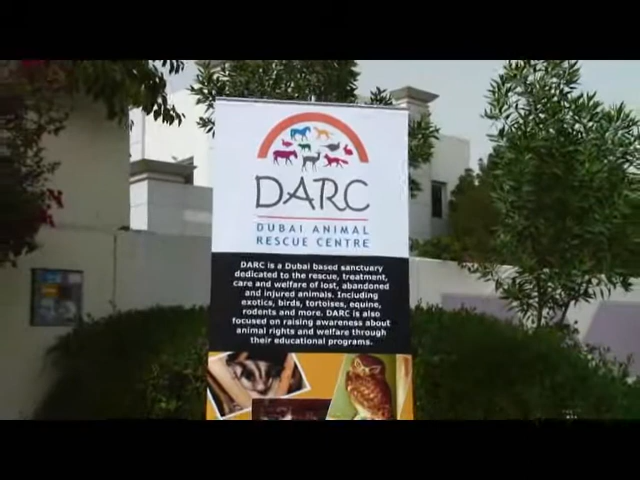 DARC
DUBAI ANIMAL
RESCUE CENTRE
DARC is a Dubai based sanctuary
dedicated to the rescue, treatment,
care and welfare of lost, abandoned
and injured animals. Including
exotics, birds, tortoises, equine,
rodents and more. DARC is also
focused on raising awareness about
animal rights and welfare through
their educational programs.